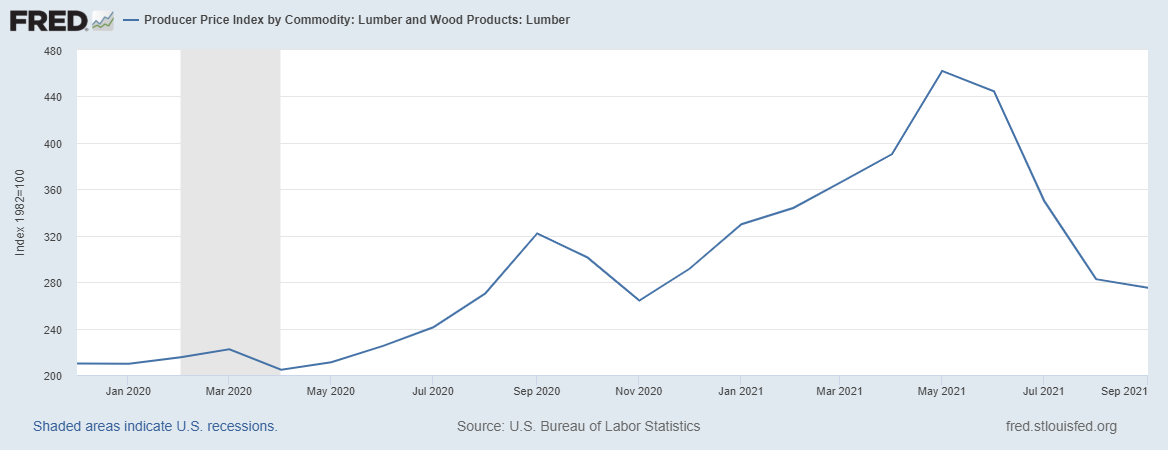 FRED
Producer Price Index by Commodity: Lumber and Wood Products: Lumber
480
440
400
360
320
280
240
200
Index 1982=100
Jan 2020 Mar 2020 May 2020 Jul 2020 Sep 2020 Nov 2020 Jan 2021 Mar 2021 May 2021 Jul 2021 Sep 2021
Shaded areas indicate U.S. recessions. Source: U.S. Bureau of Labor Statistics fred.stlouisfed.org